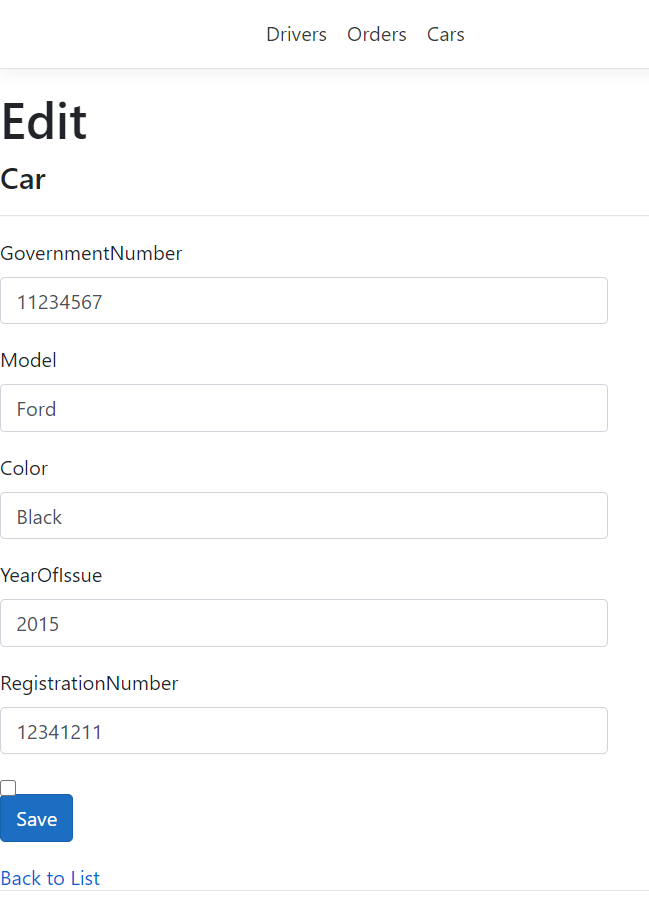 Drivers Orders Cars
Edit
Car
GovernmentNumber
11234567
Model
Ford
Color
Black
YearOfIssue
2015
RegistrationNumber
12341211
Save
Back to List